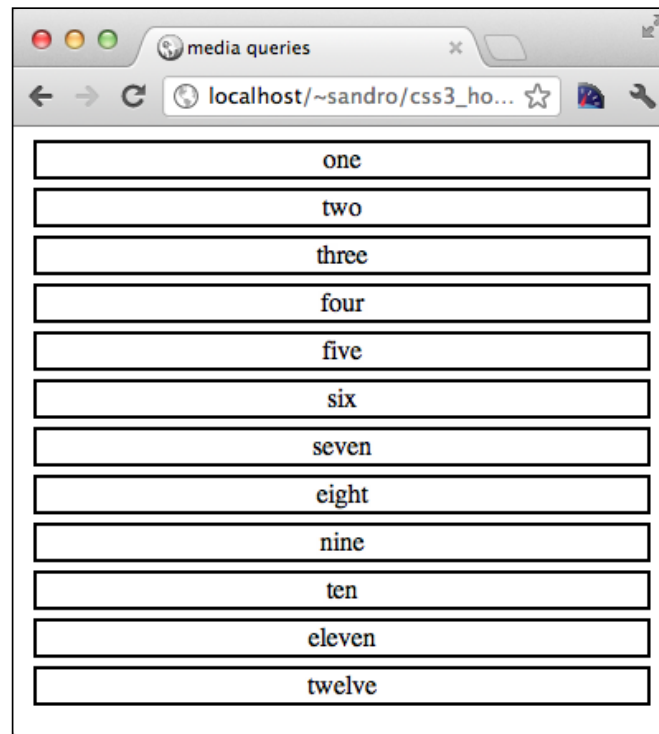 media queries
localhost/~sandro/css3_ho...
one
two
three
four
five
six
seven
eight
nine
ten
eleven
twelve